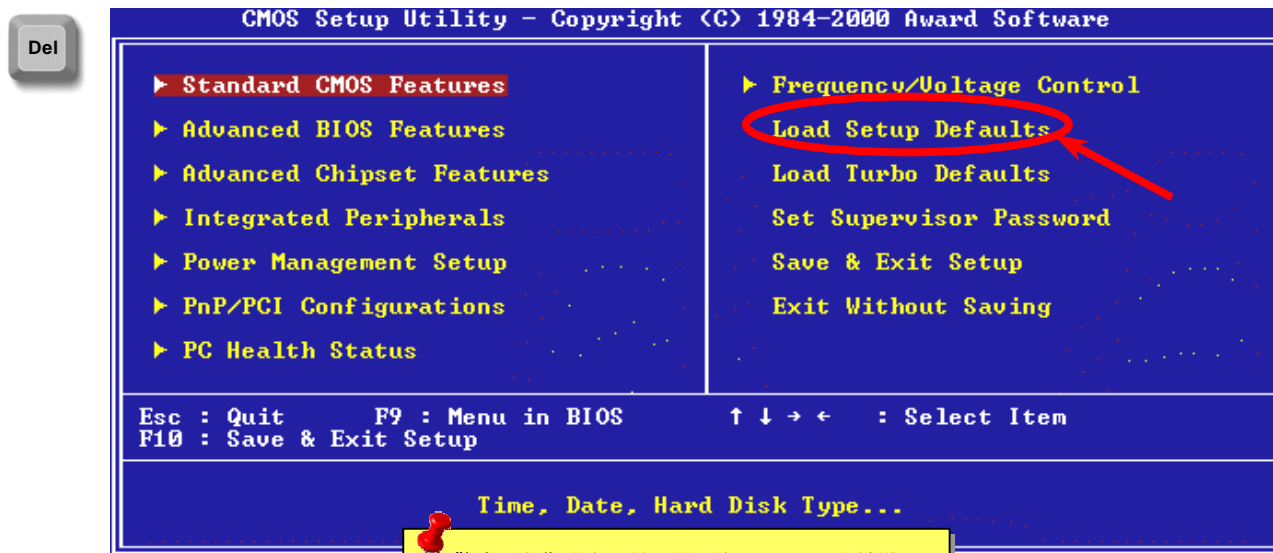 Del
CMOS Setup Utility - Copyright (C) 1984-2000 Award Software
▶ Standard CMOS Features
▶ Advanced BIOS Features
▶ Advanced Chipset Features
▶ Integrated Peripherals
▶ Power Management Setup
▶ PnP/PCI Configurations
▶ PC Health Status
▶ Frequency/Voltage Control
Load Setup Defaults
Load Turbo Defaults
Set Supervisor Password
Save & Exit Setup
Exit Without Saving
Esc : Quit F9 : Menu in BIOS ↑ ↓ → ← : Select Item
F10 : Save & Exit Setup
Time, Date, Hard Disk Type...